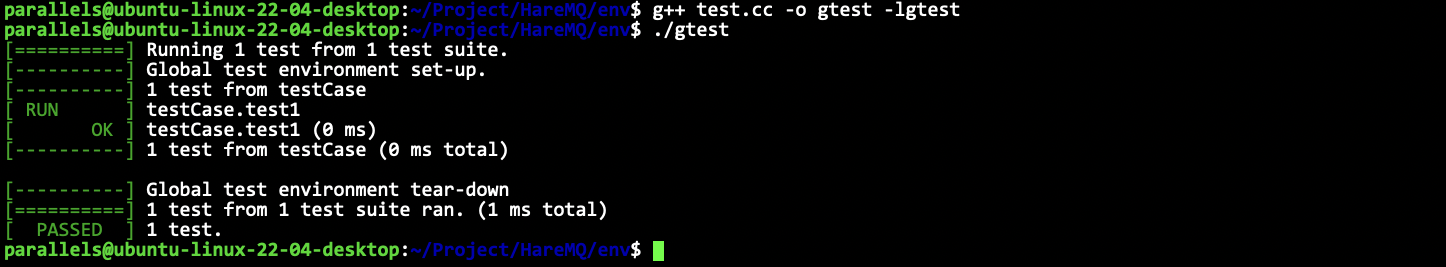 parallels@ubuntu-linux-22-04-desktop:~/Project/HareMQ/env$ g++ test.cc -o gtest -lgtest
parallels@ubuntu-linux-22-04-desktop:~/Project/HareMQ/env$ ./gtest
[==========] Running 1 test from 1 test suite.
[----------] Global test environment set-up.
[----------] 1 test from testCase
[ RUN      ] testCase.test1
[       OK ] testCase.test1 (0 ms)
[----------] 1 test from testCase (0 ms total)
[----------] Global test environment tear-down
[==========] 1 test from 1 test suite ran. (1 ms total)
[  PASSED  ] 1 test.
parallels@ubuntu-linux-22-04-desktop:~/Project/HareMQ/env$